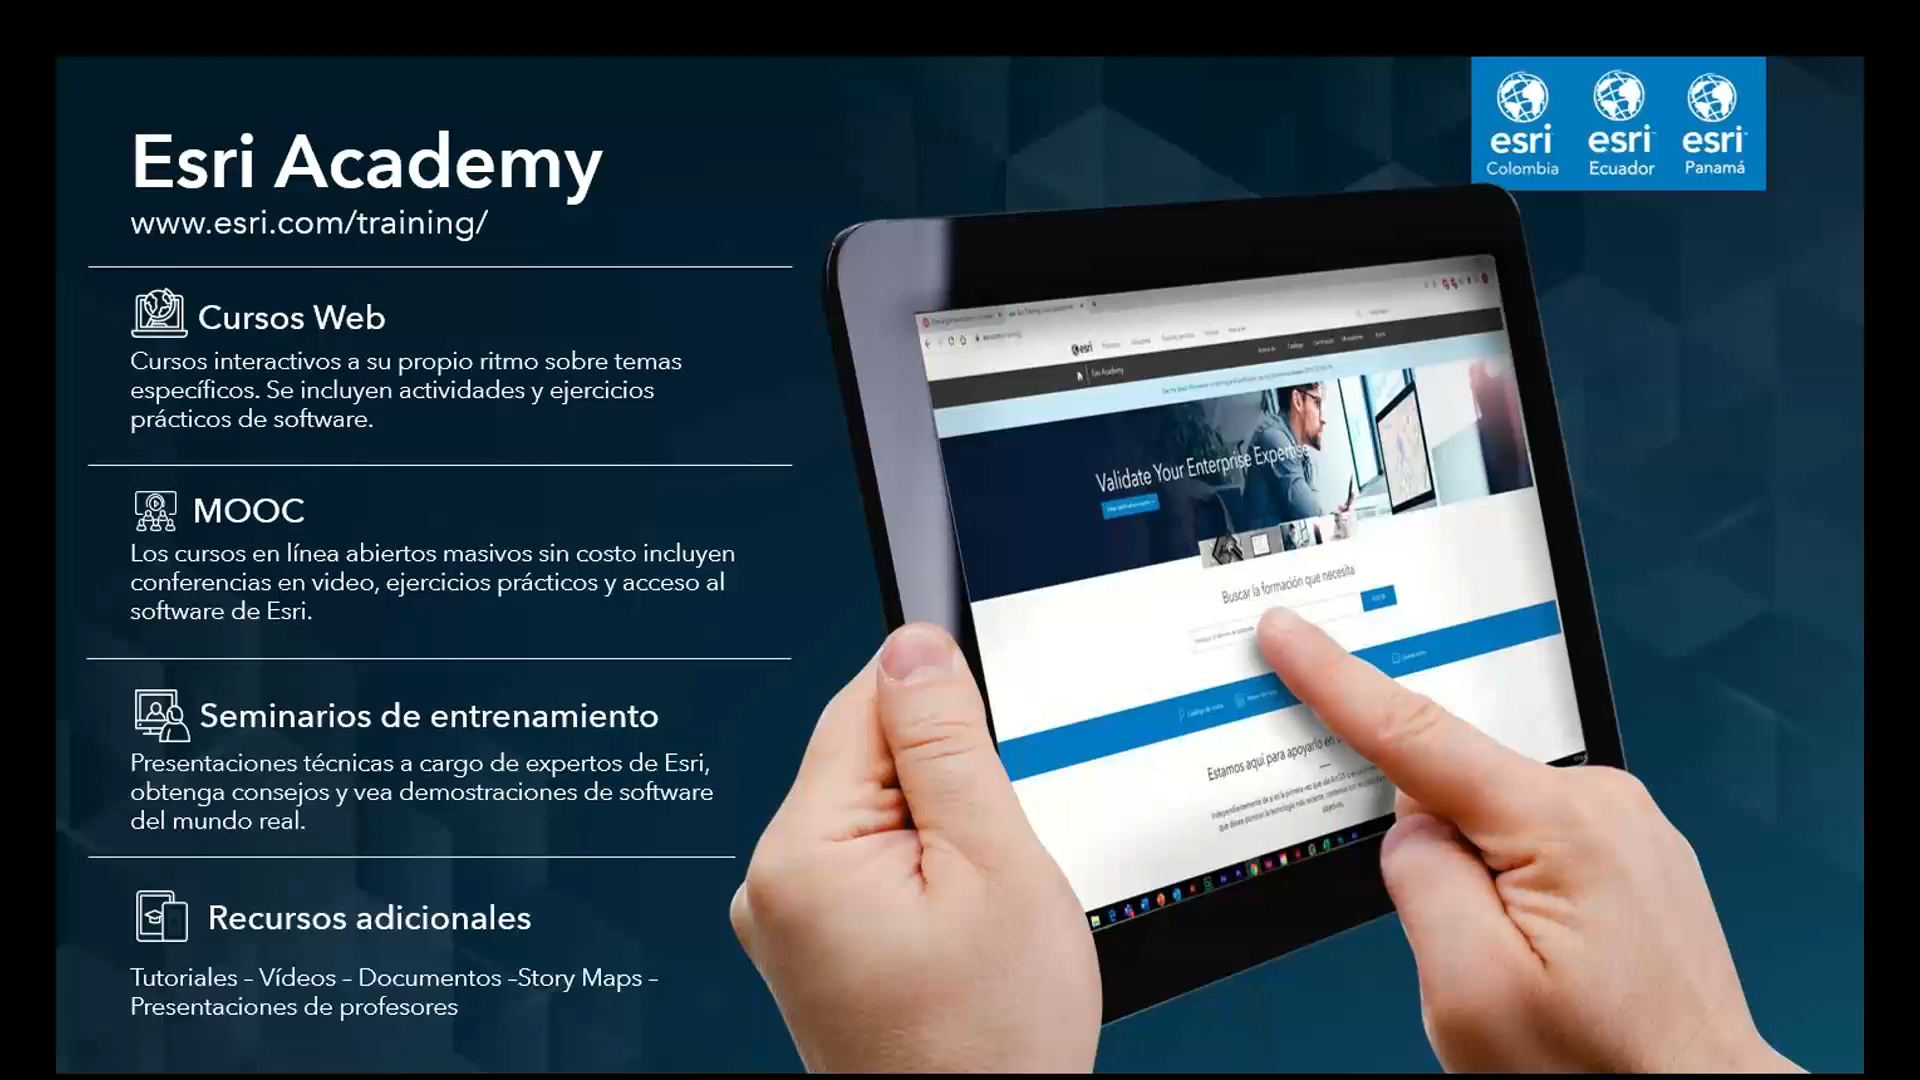 Esri Academy
www.esri.com/training/
Cursos Web
Cursos interactivos a su propio ritmo sobre temas
específicos. Se incluyen actividades y ejercicios
prácticos de software.
MOOC
Los cursos en línea abiertos masivos sin costo incluyen
conferencias en video, ejercicios prácticos y acceso al
software de Esri.
Seminarios de entrenamiento
Presentaciones técnicas a cargo de expertos de Esri,
obtenga consejos y vea demostraciones de software
del mundo real.
Recursos adicionales
Tutoriales – Vídeos – Documentos –Story Maps –
Presentaciones de profesores
esri Colombia
esri Ecuador
esri Panamá
esri
Esri Academy
Validate Your Enterprise Expertise
Buscar la formación que necesita
Estamos aquí para apoyarlo en